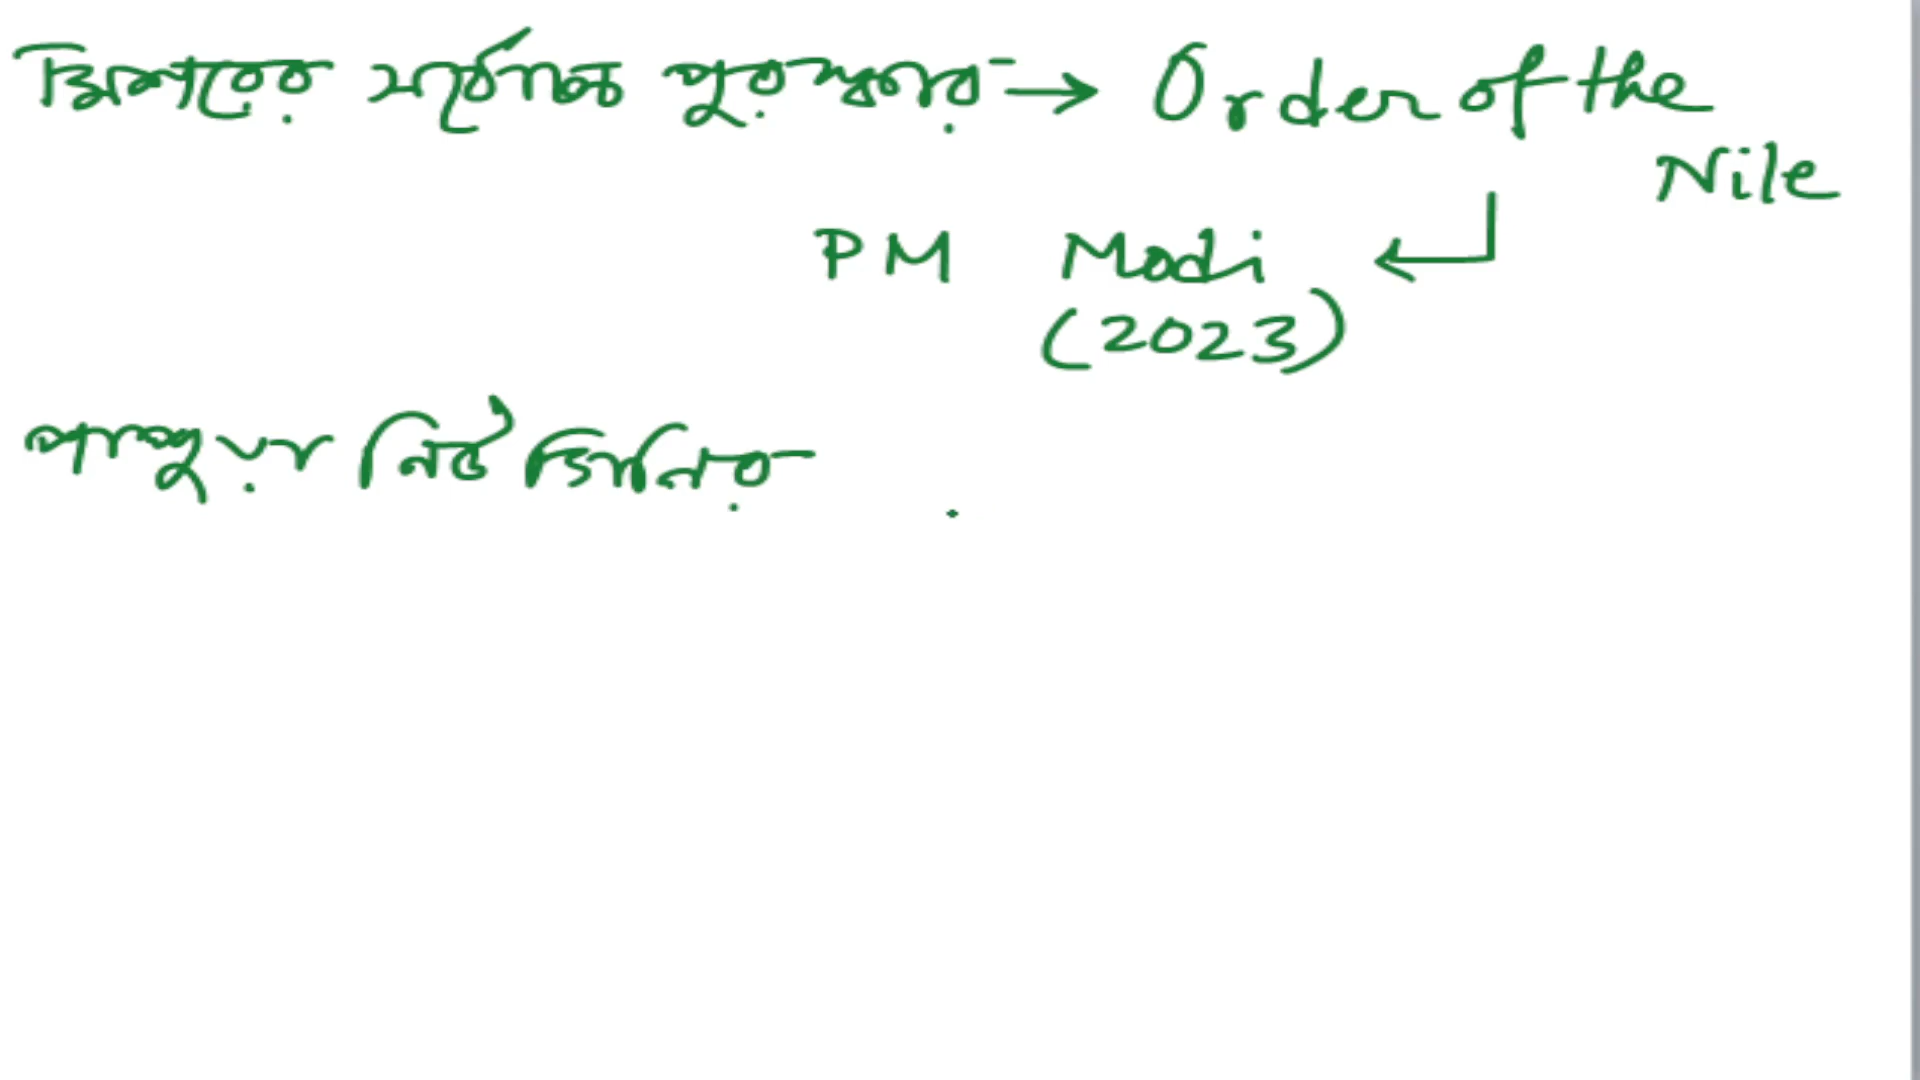 মিশরের সর্বোচ্চ পুরস্কার → Order of the
Nile
PM Modi
(2023)
পাপুয়া নিউ গিনির